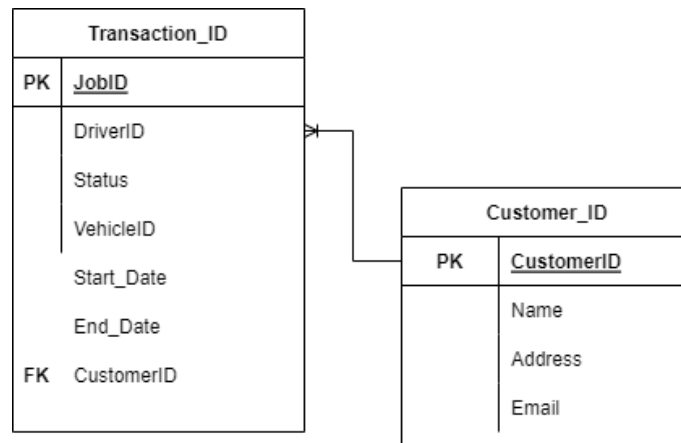 Transaction_ID
PK JobID
DriverID
Status
VehicleID
Start_Date
End_Date
FK CustomerID
Customer_ID
PK CustomerID
Name
Address
Email